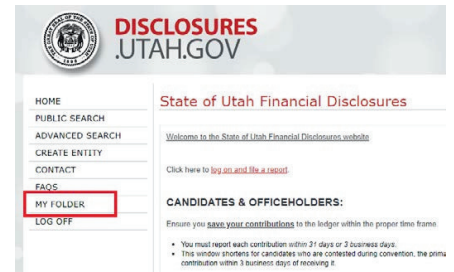 DISCLOSURES
.UTAH.GOV
HOME
PUBLIC SEARCH
ADVANCED SEARCH
CREATE ENTITY
CONTACT
FAQS
MY FOLDER
LOG OFF
State of Utah Financial Disclosures
Welcome to the State of Utah Financial Disclosures website
Click here to log on and file a report.
CANDIDATES & OFFICEHOLDERS:
Ensure you save your contributions to the ledger within the proper time frame
• You must report each contribution within 31 days or 3 business days.
• This window shortens for candidates who are contested during convention, the prima
contribution within 3 business days of receiving it.